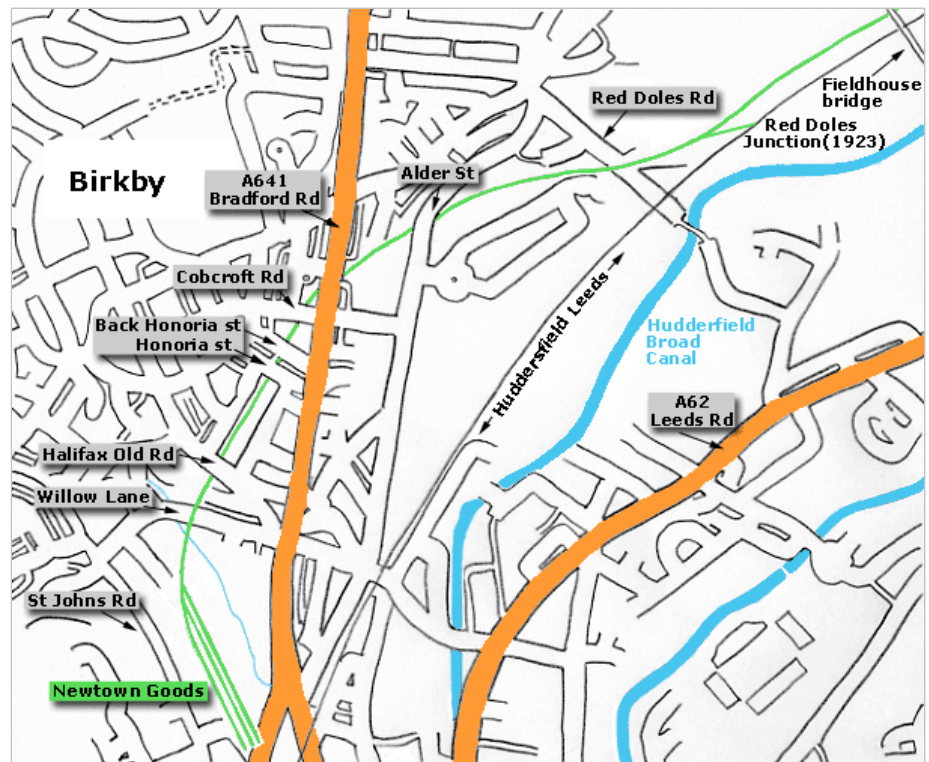 Fieldhouse
bridge
Red Doles Rd
Red Doles
Junction(1923)
Birkby
A641
Bradford Rd
Alder St
Cobcroft Rd
Back Honoria st
Honoria st
Huddersfield Leeds
Hudderfield
Broad
Canal
A62
Leeds Rd
Halifax Old Rd
Willow Lane
St Johns Rd
Newtown Goods